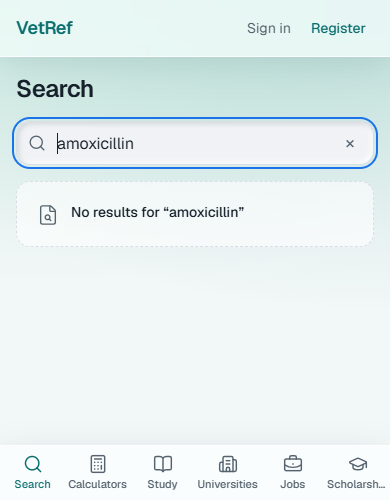 VetRef
Sign in
Register
Search
amoxicillin
No results for “amoxicillin”
Search
Calculators
Study
Universities
Jobs
Scholarsh...